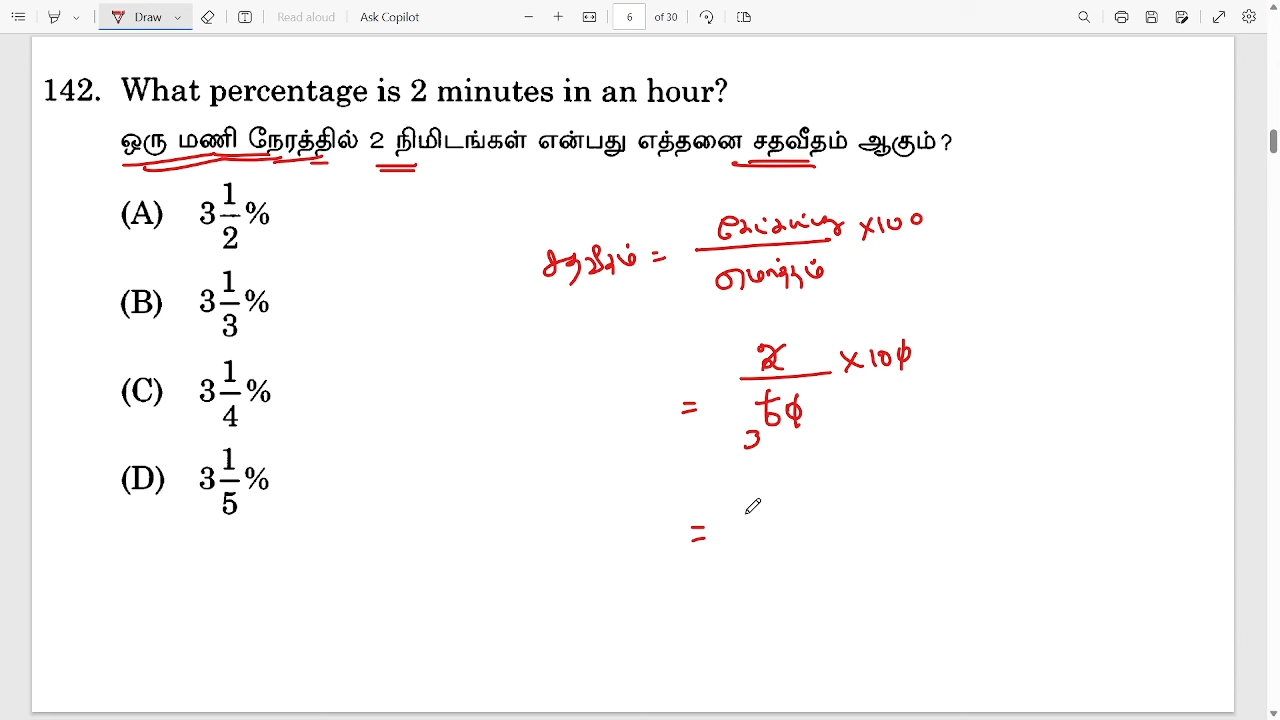 Draw Read aloud Ask Copilot 6 of 30
142. What percentage is 2 minutes in an hour?
ஒரு மணி நேரத்தில் 2 நிமிடங்கள் என்பது எத்தனை சதவீதம் ஆகும்?
(A) 3 1/2 %
(B) 3 1/3 %
(C) 3 1/4 %
(D) 3 1/5 %
சதவீதம் = / மொத்தம் ×100
= 2/60 ×100
3
=